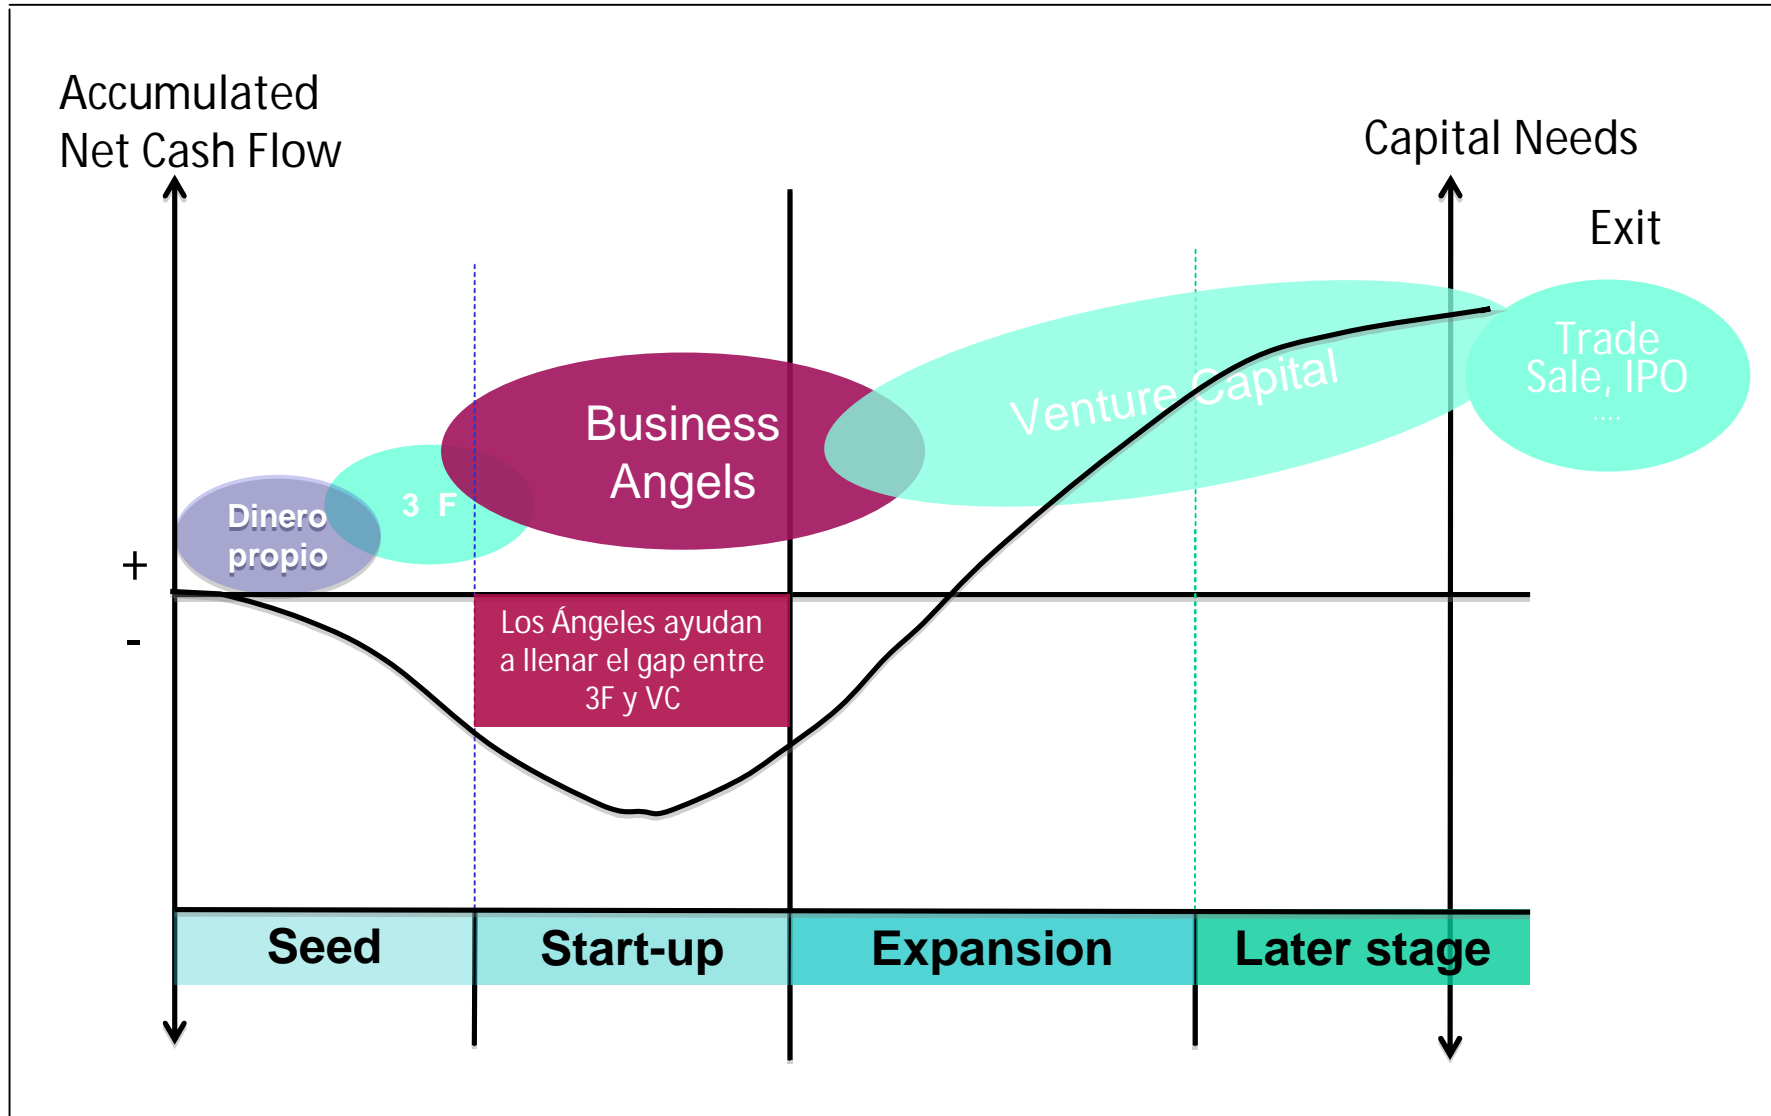 Accumulated
Net Cash Flow
Capital Needs
Exit
Trade
Sale, IPO
....
Venture Capital
Business
Angels
3 F
Dinero
propio
+
-
Los Ángeles ayudan
a llenar el gap entre
3F y VC
Seed
Start-up
Expansion
Later stage